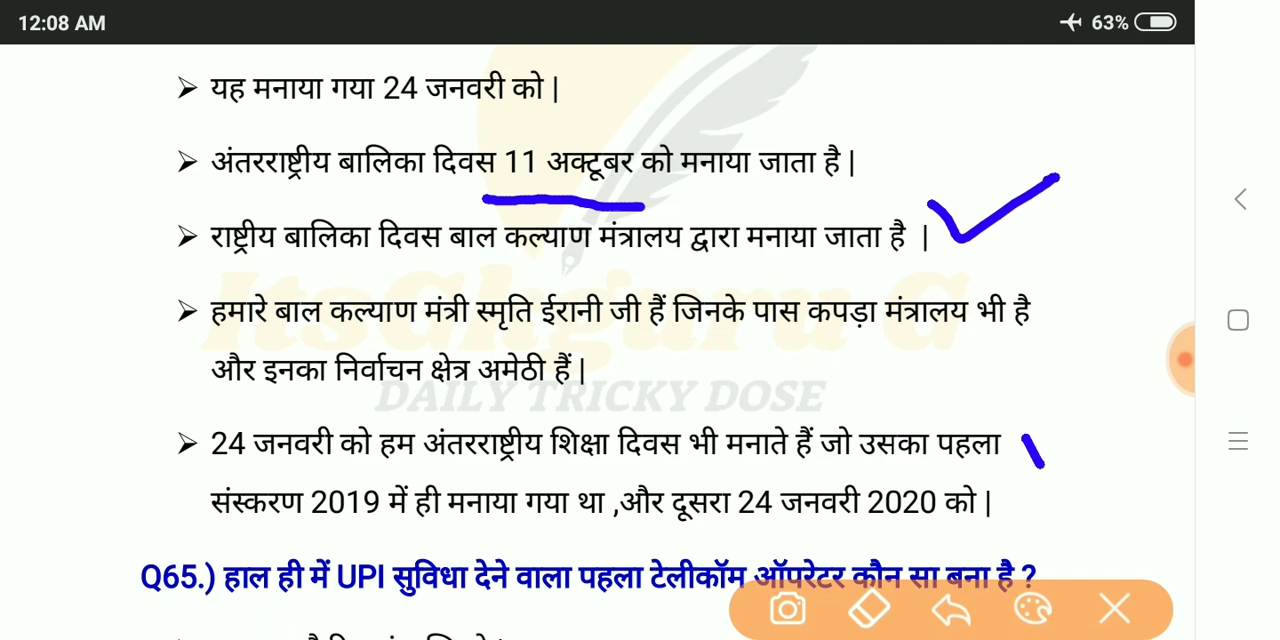 12:08 AM 63%
➢ यह मनाया गया 24 जनवरी को |
➢ अंतरराष्ट्रीय बालिका दिवस 11 अक्टूबर को मनाया जाता है |
➢ राष्ट्रीय बालिका दिवस बाल कल्याण मंत्रालय द्वारा मनाया जाता है |
➢ हमारे बाल कल्याण मंत्री स्मृति ईरानी जी हैं जिनके पास कपड़ा मंत्रालय भी है
और इनका निर्वाचन क्षेत्र अमेठी हैं |
DAILY TRICKY DOSE
➢ 24 जनवरी को हम अंतरराष्ट्रीय शिक्षा दिवस भी मनाते हैं जो उसका पहला
संस्करण 2019 में ही मनाया गया था ,और दूसरा 24 जनवरी 2020 को |
Q65.) हाल ही में UPI सुविधा देने वाला पहला टेलीकॉम ऑपरेटर कौन सा बना है ?